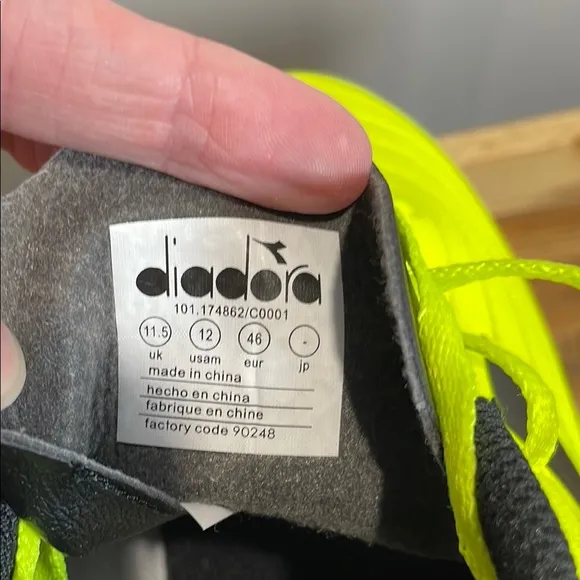 diadora
101.174862/C0001
11.5 12 46 -
uk usam eur jp
made in china
hecho en china
fabrique en chine
factory code 90248